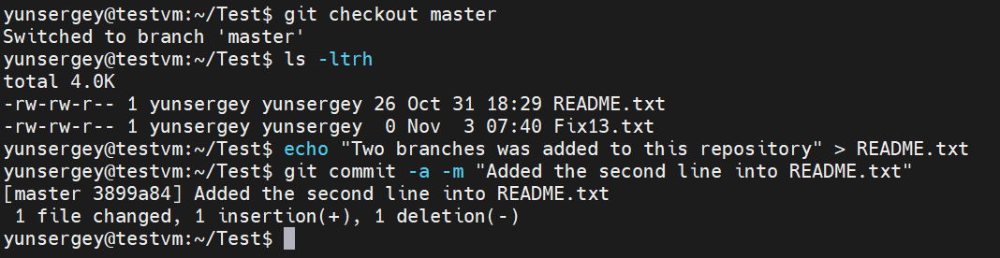 yunsergey@testvm:~/Test$ git checkout master
Switched to branch 'master'
yunsergey@testvm:~/Test$ ls -ltrh
total 4.0K
-rw-rw-r-- 1 yunsergey yunsergey 26 Oct 31 18:29 README.txt
-rw-rw-r-- 1 yunsergey yunsergey  0 Nov  3 07:40 Fix13.txt
yunsergey@testvm:~/Test$ echo "Two branches was added to this repository" > README.txt
yunsergey@testvm:~/Test$ git commit -a -m "Added the second line into README.txt"
[master 3899a84] Added the second line into README.txt
 1 file changed, 1 insertion(+), 1 deletion(-)
yunsergey@testvm:~/Test$